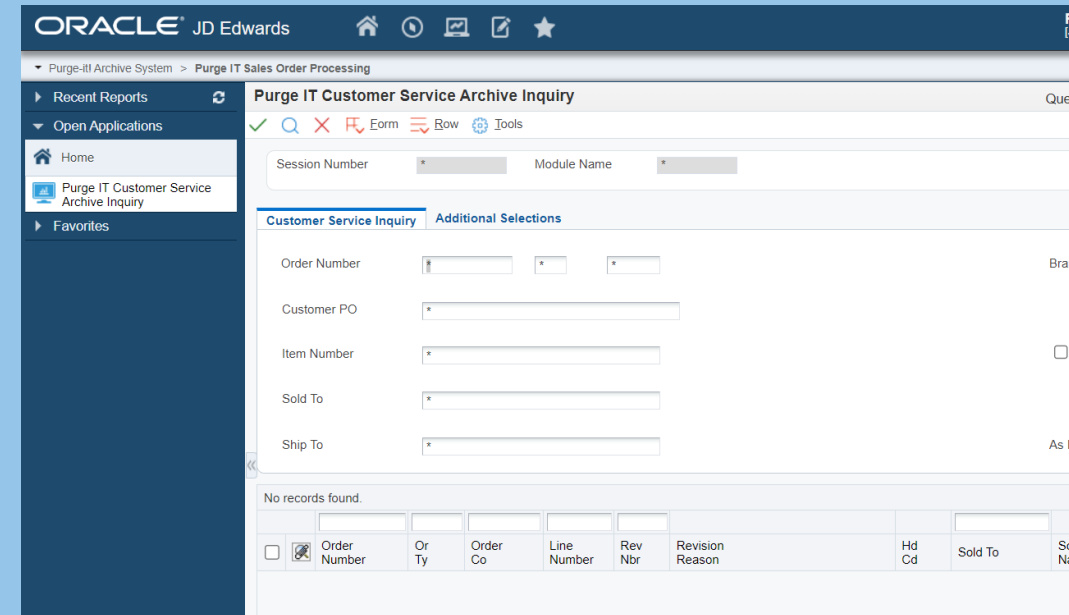 ORACLE® JD Edwards
Purge-it! Archive System > Purge IT Sales Order Processing
Recent Reports
Open Applications
Home
Purge IT Customer Service
Archive Inquiry
Favorites
Purge IT Customer Service Archive Inquiry
Que
Form Row Tools
Session Number * Module Name *
Customer Service Inquiry Additional Selections
Order Number * * * Bra
Customer PO *
Item Number *
Sold To *
Ship To * As
No records found.
Order Number Or Ty Order Co Line Number Rev Nbr Revision Reason Hd Cd Sold To